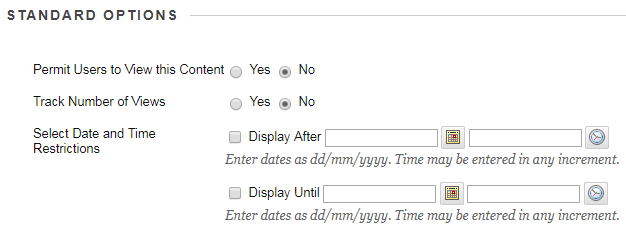 STANDARD OPTIONS
Permit Users to View this Content Yes No
Track Number of Views Yes No
Select Date and Time
Restrictions
Display After
Enter dates as dd/mm/yyyy. Time may be entered in any increment.
Display Until
Enter dates as dd/mm/yyyy. Time may be entered in any increment.